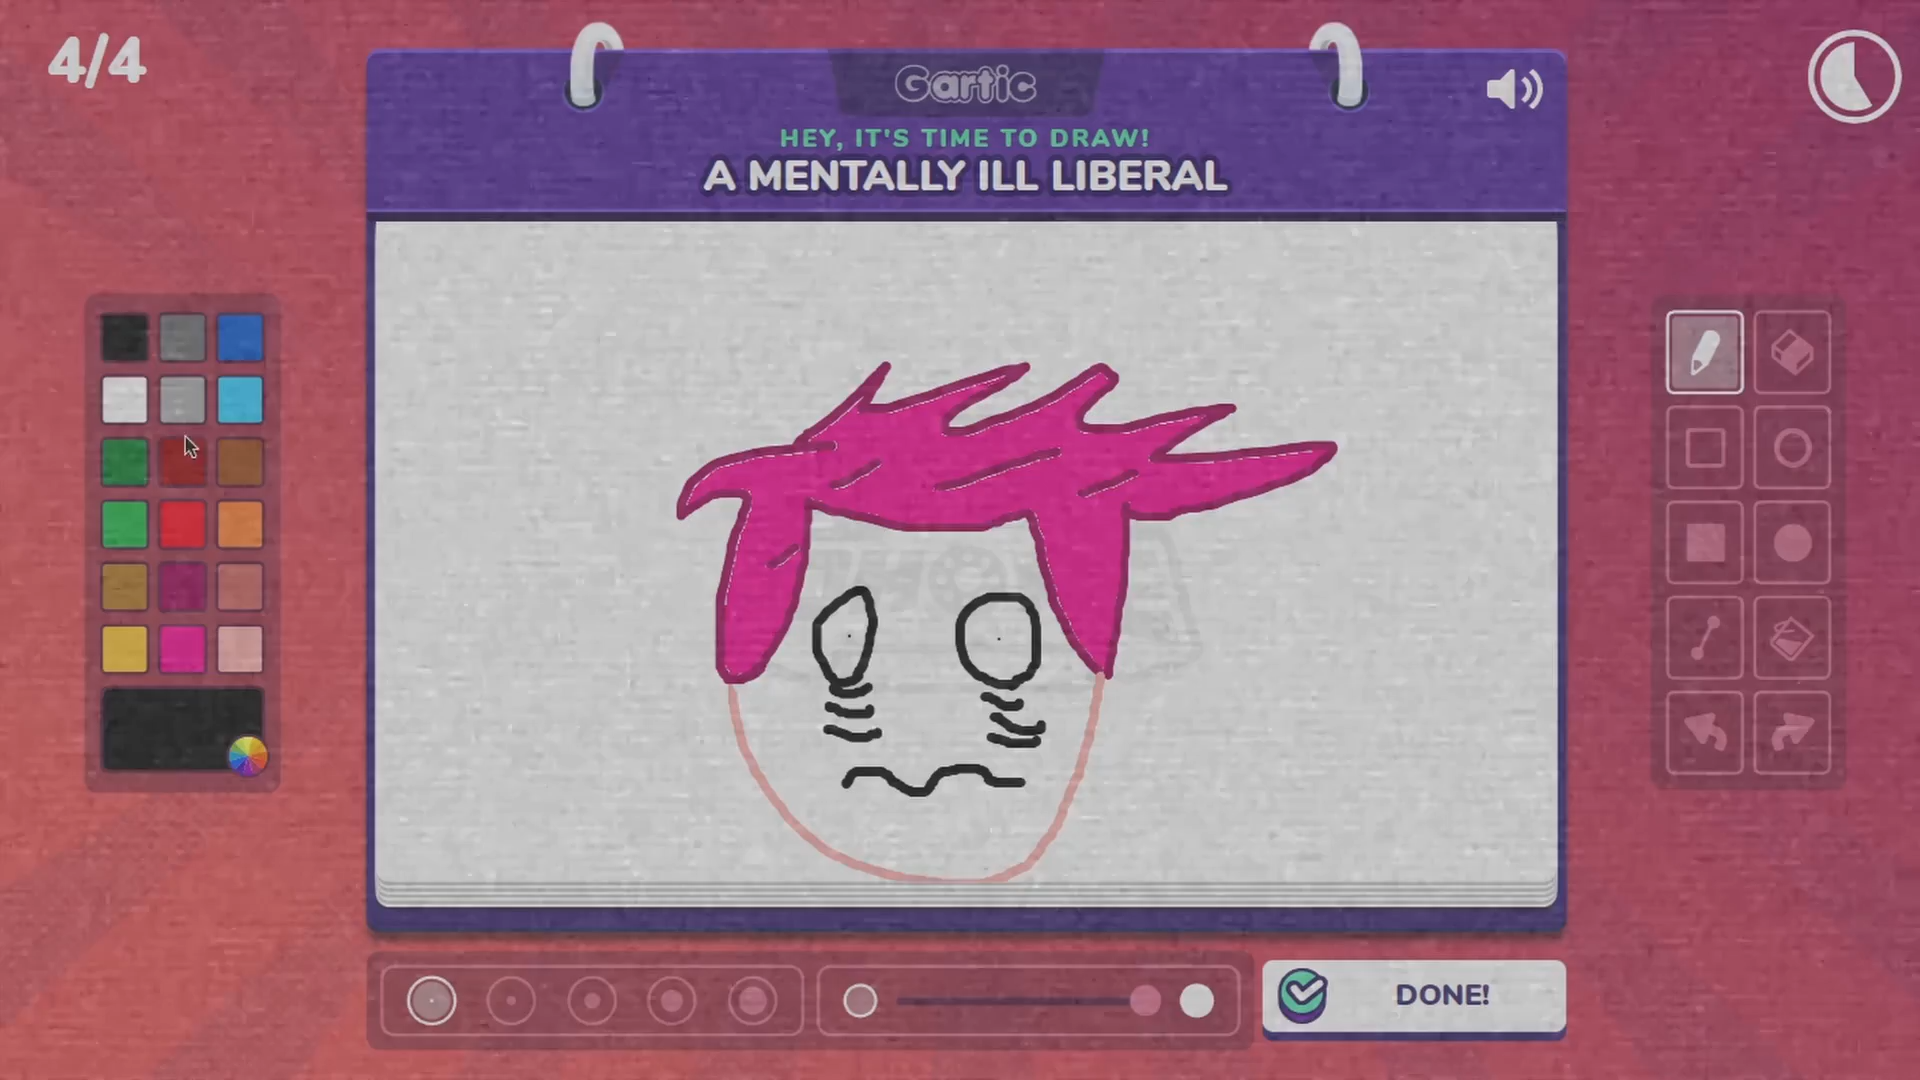 4/4
Gartic
HEY, IT'S TIME TO DRAW!
A MENTALLY ILL LIBERAL
DONE!